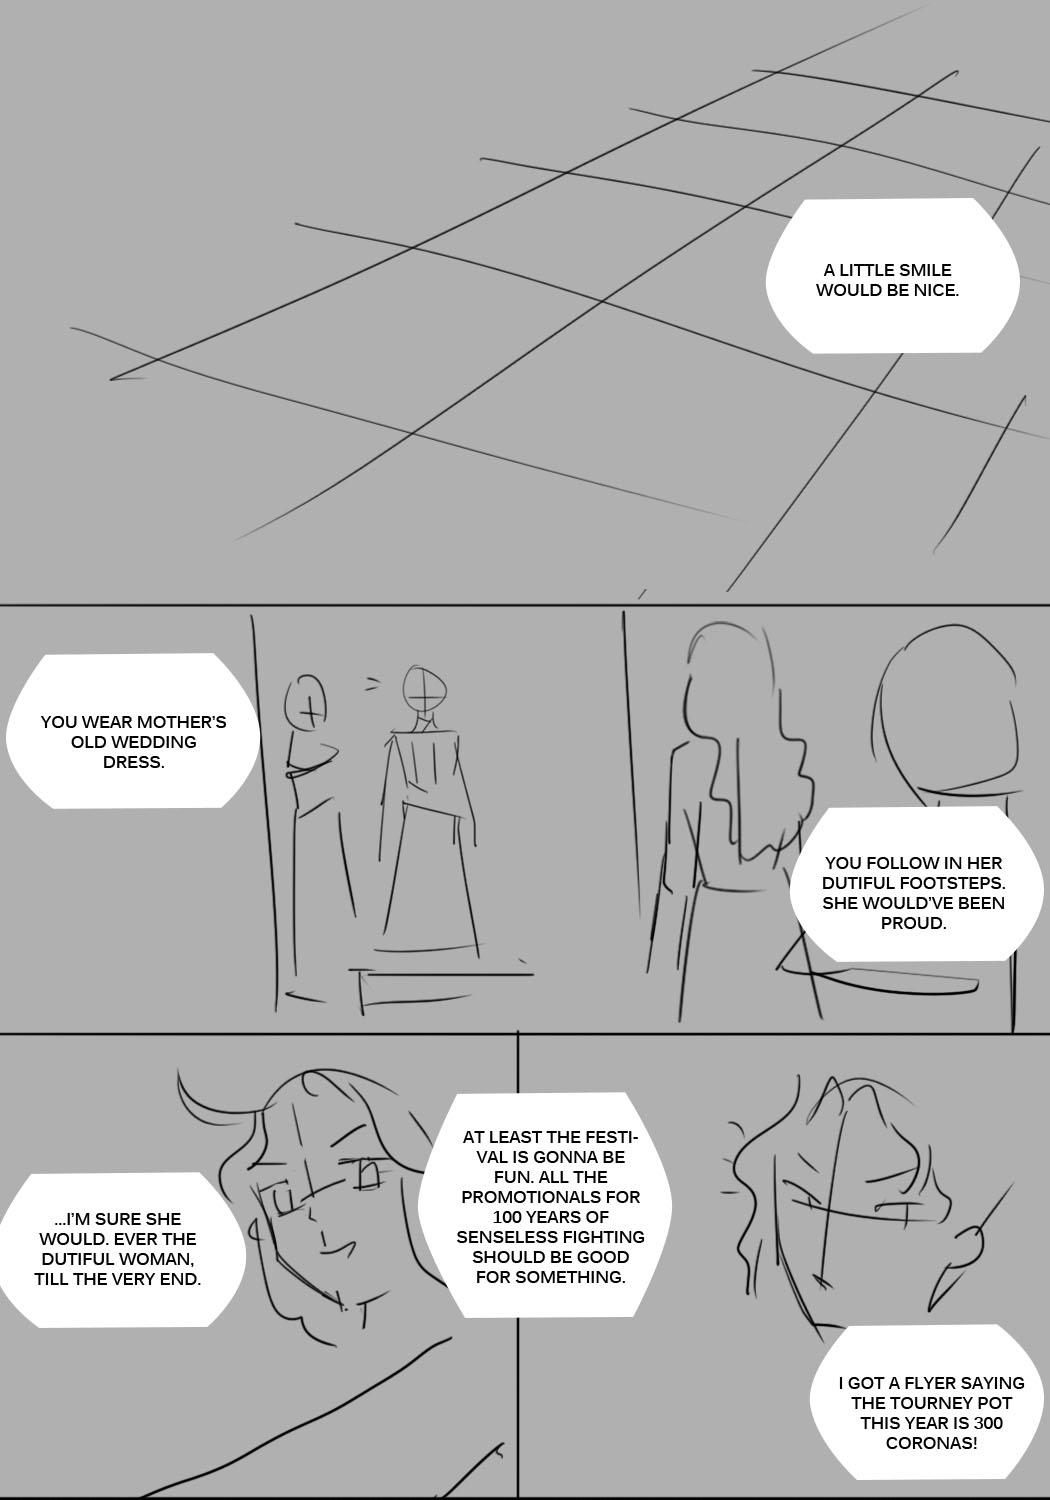 A LITTLE SMILE
WOULD BE NICE.
YOU WEAR MOTHER'S
OLD WEDDING
DRESS.
YOU FOLLOW IN HER
DUTIFUL FOOTSTEPS.
SHE WOULD'VE BEEN
PROUD.
...I'M SURE SHE
WOULD. EVER THE
DUTIFUL WOMAN,
TILL THE VERY END.
AT LEAST THE FESTI-
VAL IS GONNA BE
FUN. ALL THE
PROMOTIONALS FOR
100 YEARS OF
SENSELESS FIGHTING
SHOULD BE GOOD
FOR SOMETHING.
I GOT A FLYER SAYING
THE TOURNEY POT
THIS YEAR IS 300
CORONAS!